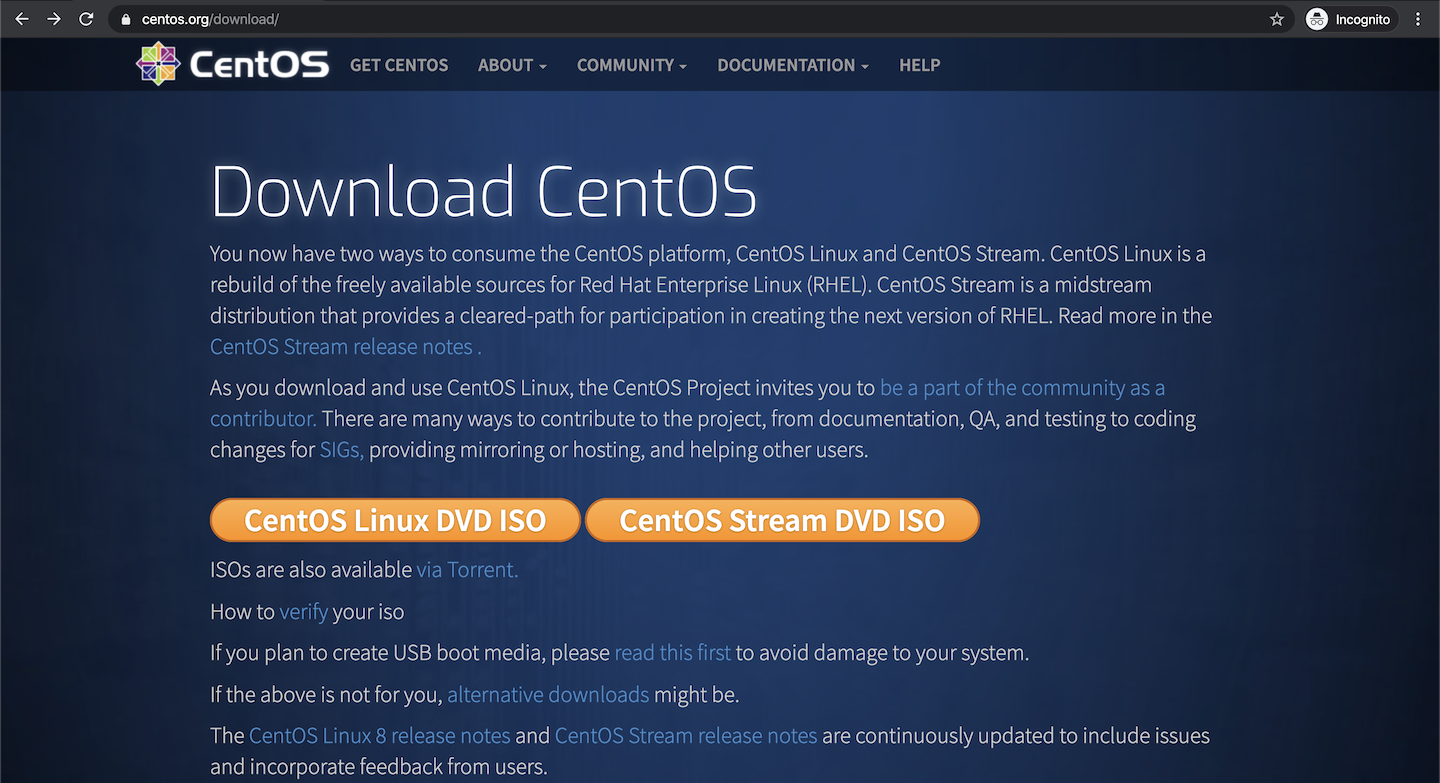 centos.org/download/
Incognito
CentOS GET CENTOS ABOUT COMMUNITY DOCUMENTATION HELP
Download CentOS
You now have two ways to consume the CentOS platform, CentOS Linux and CentOS Stream. CentOS Linux is a
rebuild of the freely available sources for Red Hat Enterprise Linux (RHEL). CentOS Stream is a midstream
distribution that provides a cleared-path for participation in creating the next version of RHEL. Read more in the
CentOS Stream release notes .
As you download and use CentOS Linux, the CentOS Project invites you to be a part of the community as a
contributor. There are many ways to contribute to the project, from documentation, QA, and testing to coding
changes for SIGs, providing mirroring or hosting, and helping other users.
CentOS Linux DVD ISO CentOS Stream DVD ISO
ISOs are also available via Torrent.
How to verify your iso
If you plan to create USB boot media, please read this first to avoid damage to your system.
If the above is not for you, alternative downloads might be.
The CentOS Linux 8 release notes and CentOS Stream release notes are continuously updated to include issues
and incorporate feedback from users.